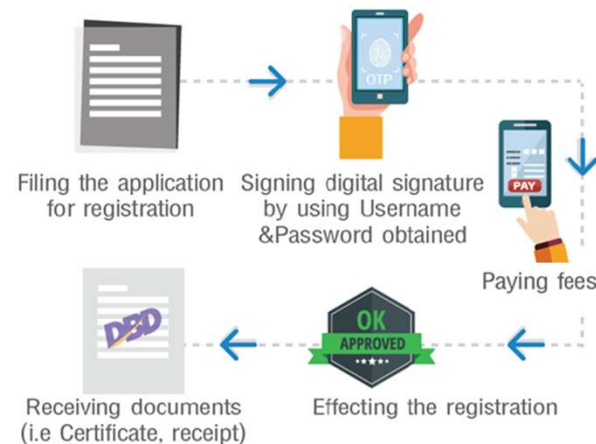 OTP
Filing the application
for registration
Signing digital signature
by using Username
&Password obtained
PAY
Paying fees
OK
APPROVED
Effecting the registration
DBD
Receiving documents
(i.e Certificate, receipt)